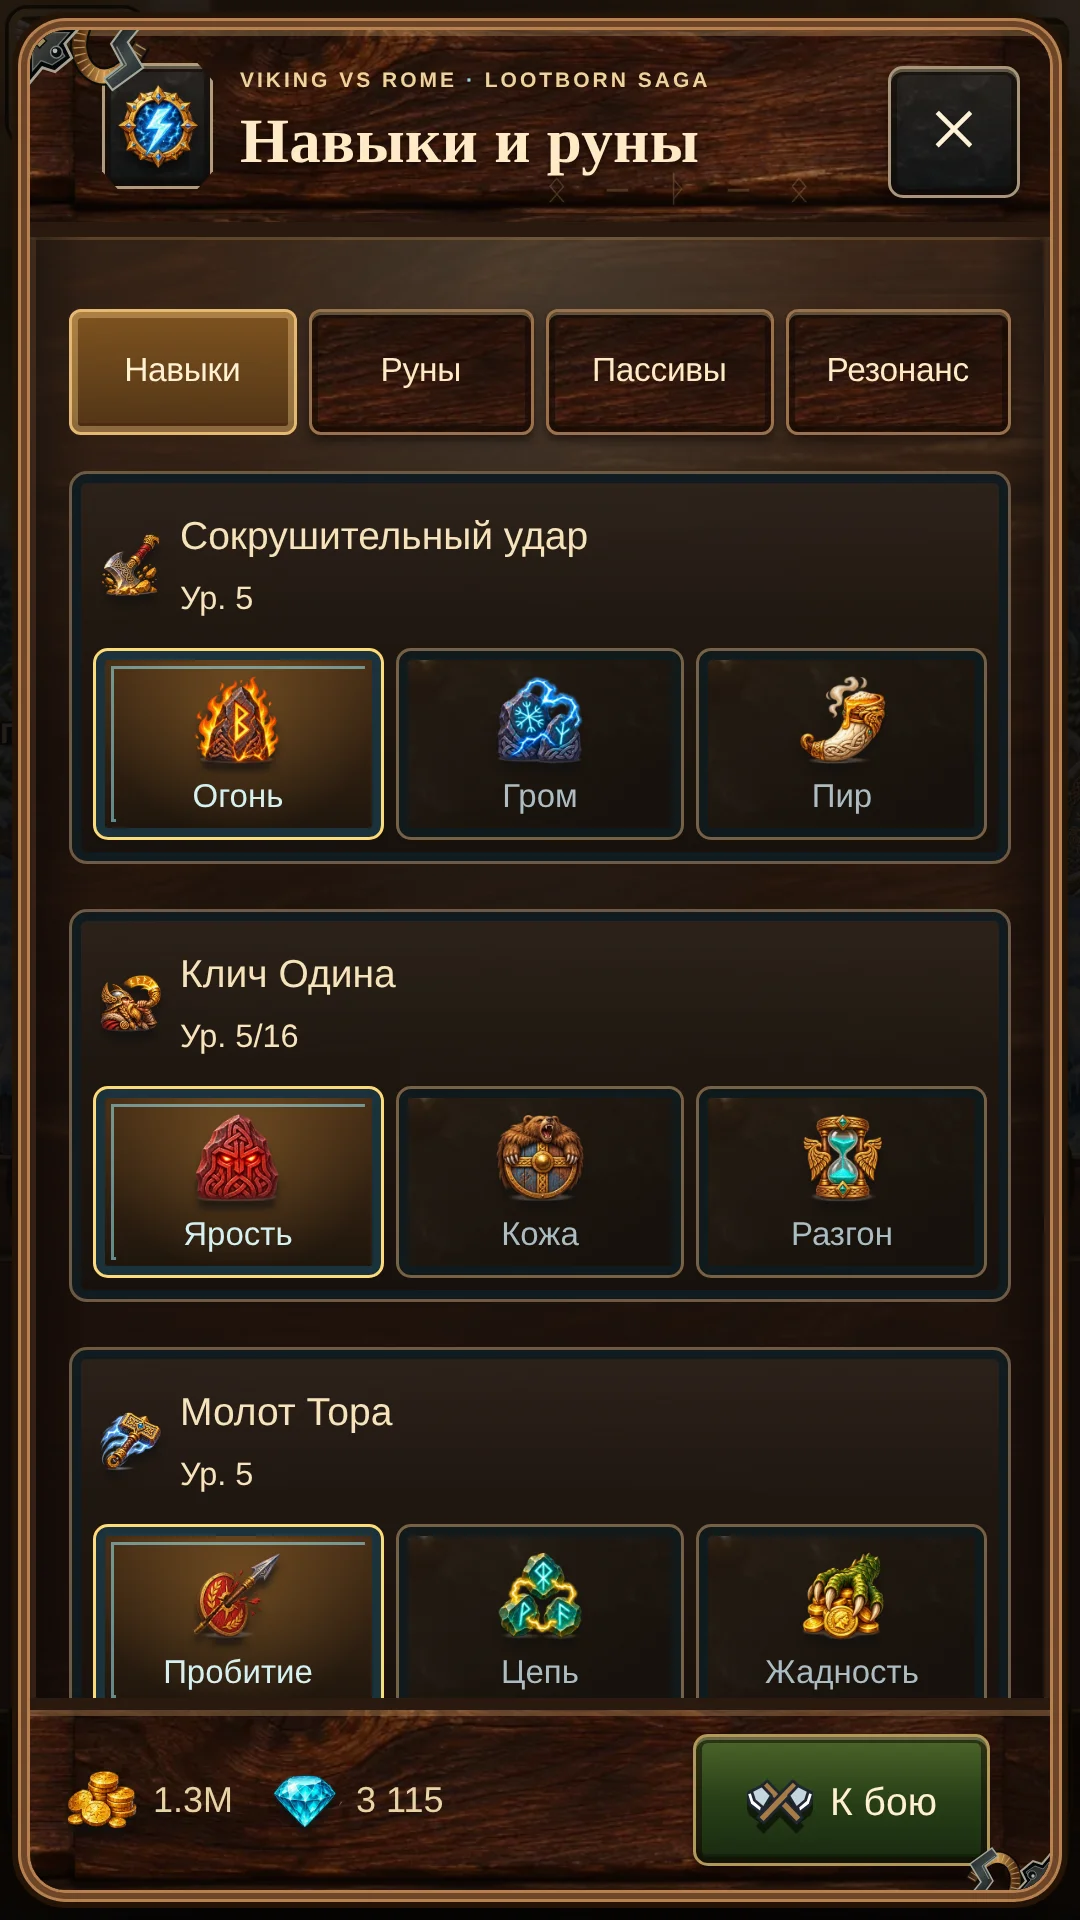 VIKING VS ROME · LOOTBORN SAGA
Навыки и руны
Навыки
Руны
Пассивы
Резонанс
Сокрушительный удар
Ур. 5
Огонь
Гром
Пир
Клич Одина
Ур. 5/16
Ярость
Кожа
Разгон
Молот Тора
Ур. 5
Пробитие
Цепь
Жадность
1.3M
3 115
К бою